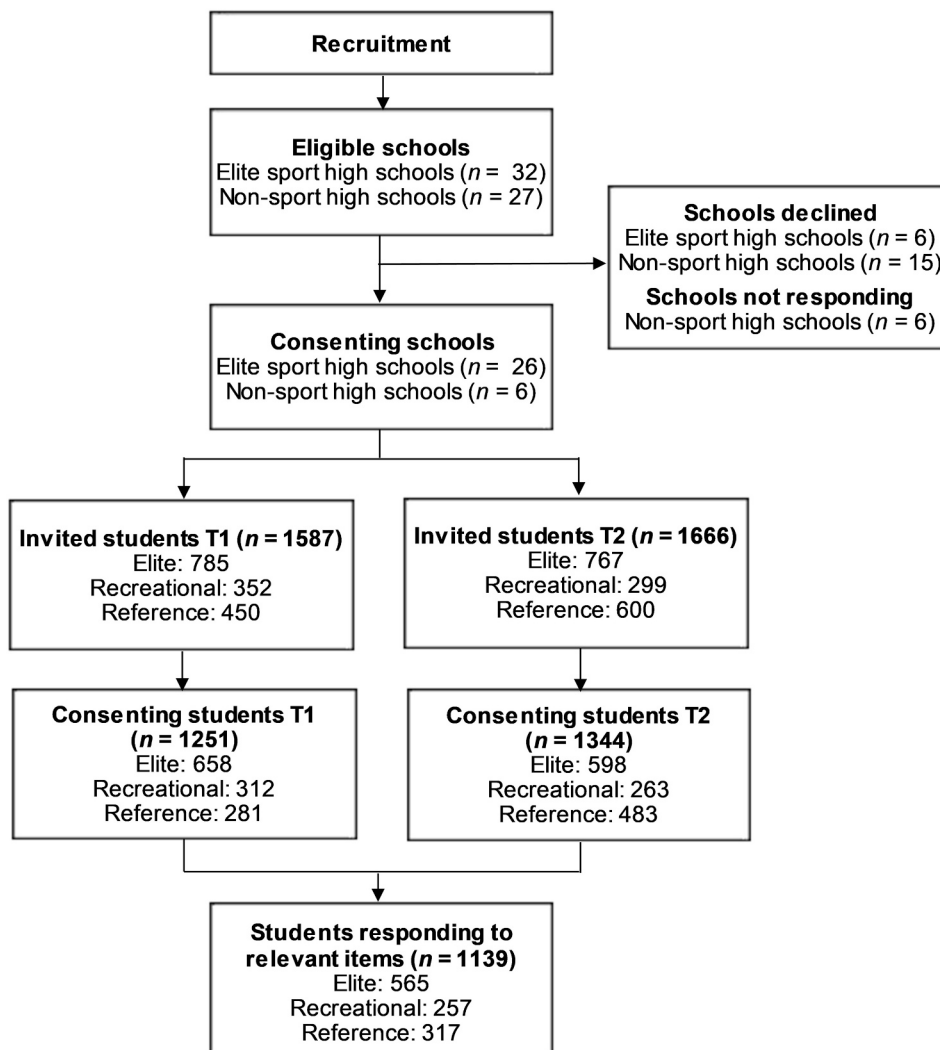 Recruitment
Eligible schools
Elite sport high schools (n = 32)
Non-sport high schools (n = 27)
Schools declined
Elite sport high schools (n = 6)
Non-sport high schools (n = 15)
Schools not responding
Non-sport high schools (n = 6)
Consenting schools
Elite sport high schools (n = 26)
Non-sport high schools (n = 6)
Invited students T1 (n = 1587)
Elite: 785
Recreational: 352
Reference: 450
Invited students T2 (n = 1666)
Elite: 767
Recreational: 299
Reference: 600
Consenting students T1
(n = 1251)
Elite: 658
Recreational: 312
Reference: 281
Consenting students T2
(n = 1344)
Elite: 598
Recreational: 263
Reference: 483
Students responding to
relevant items (n = 1139)
Elite: 565
Recreational: 257
Reference: 317